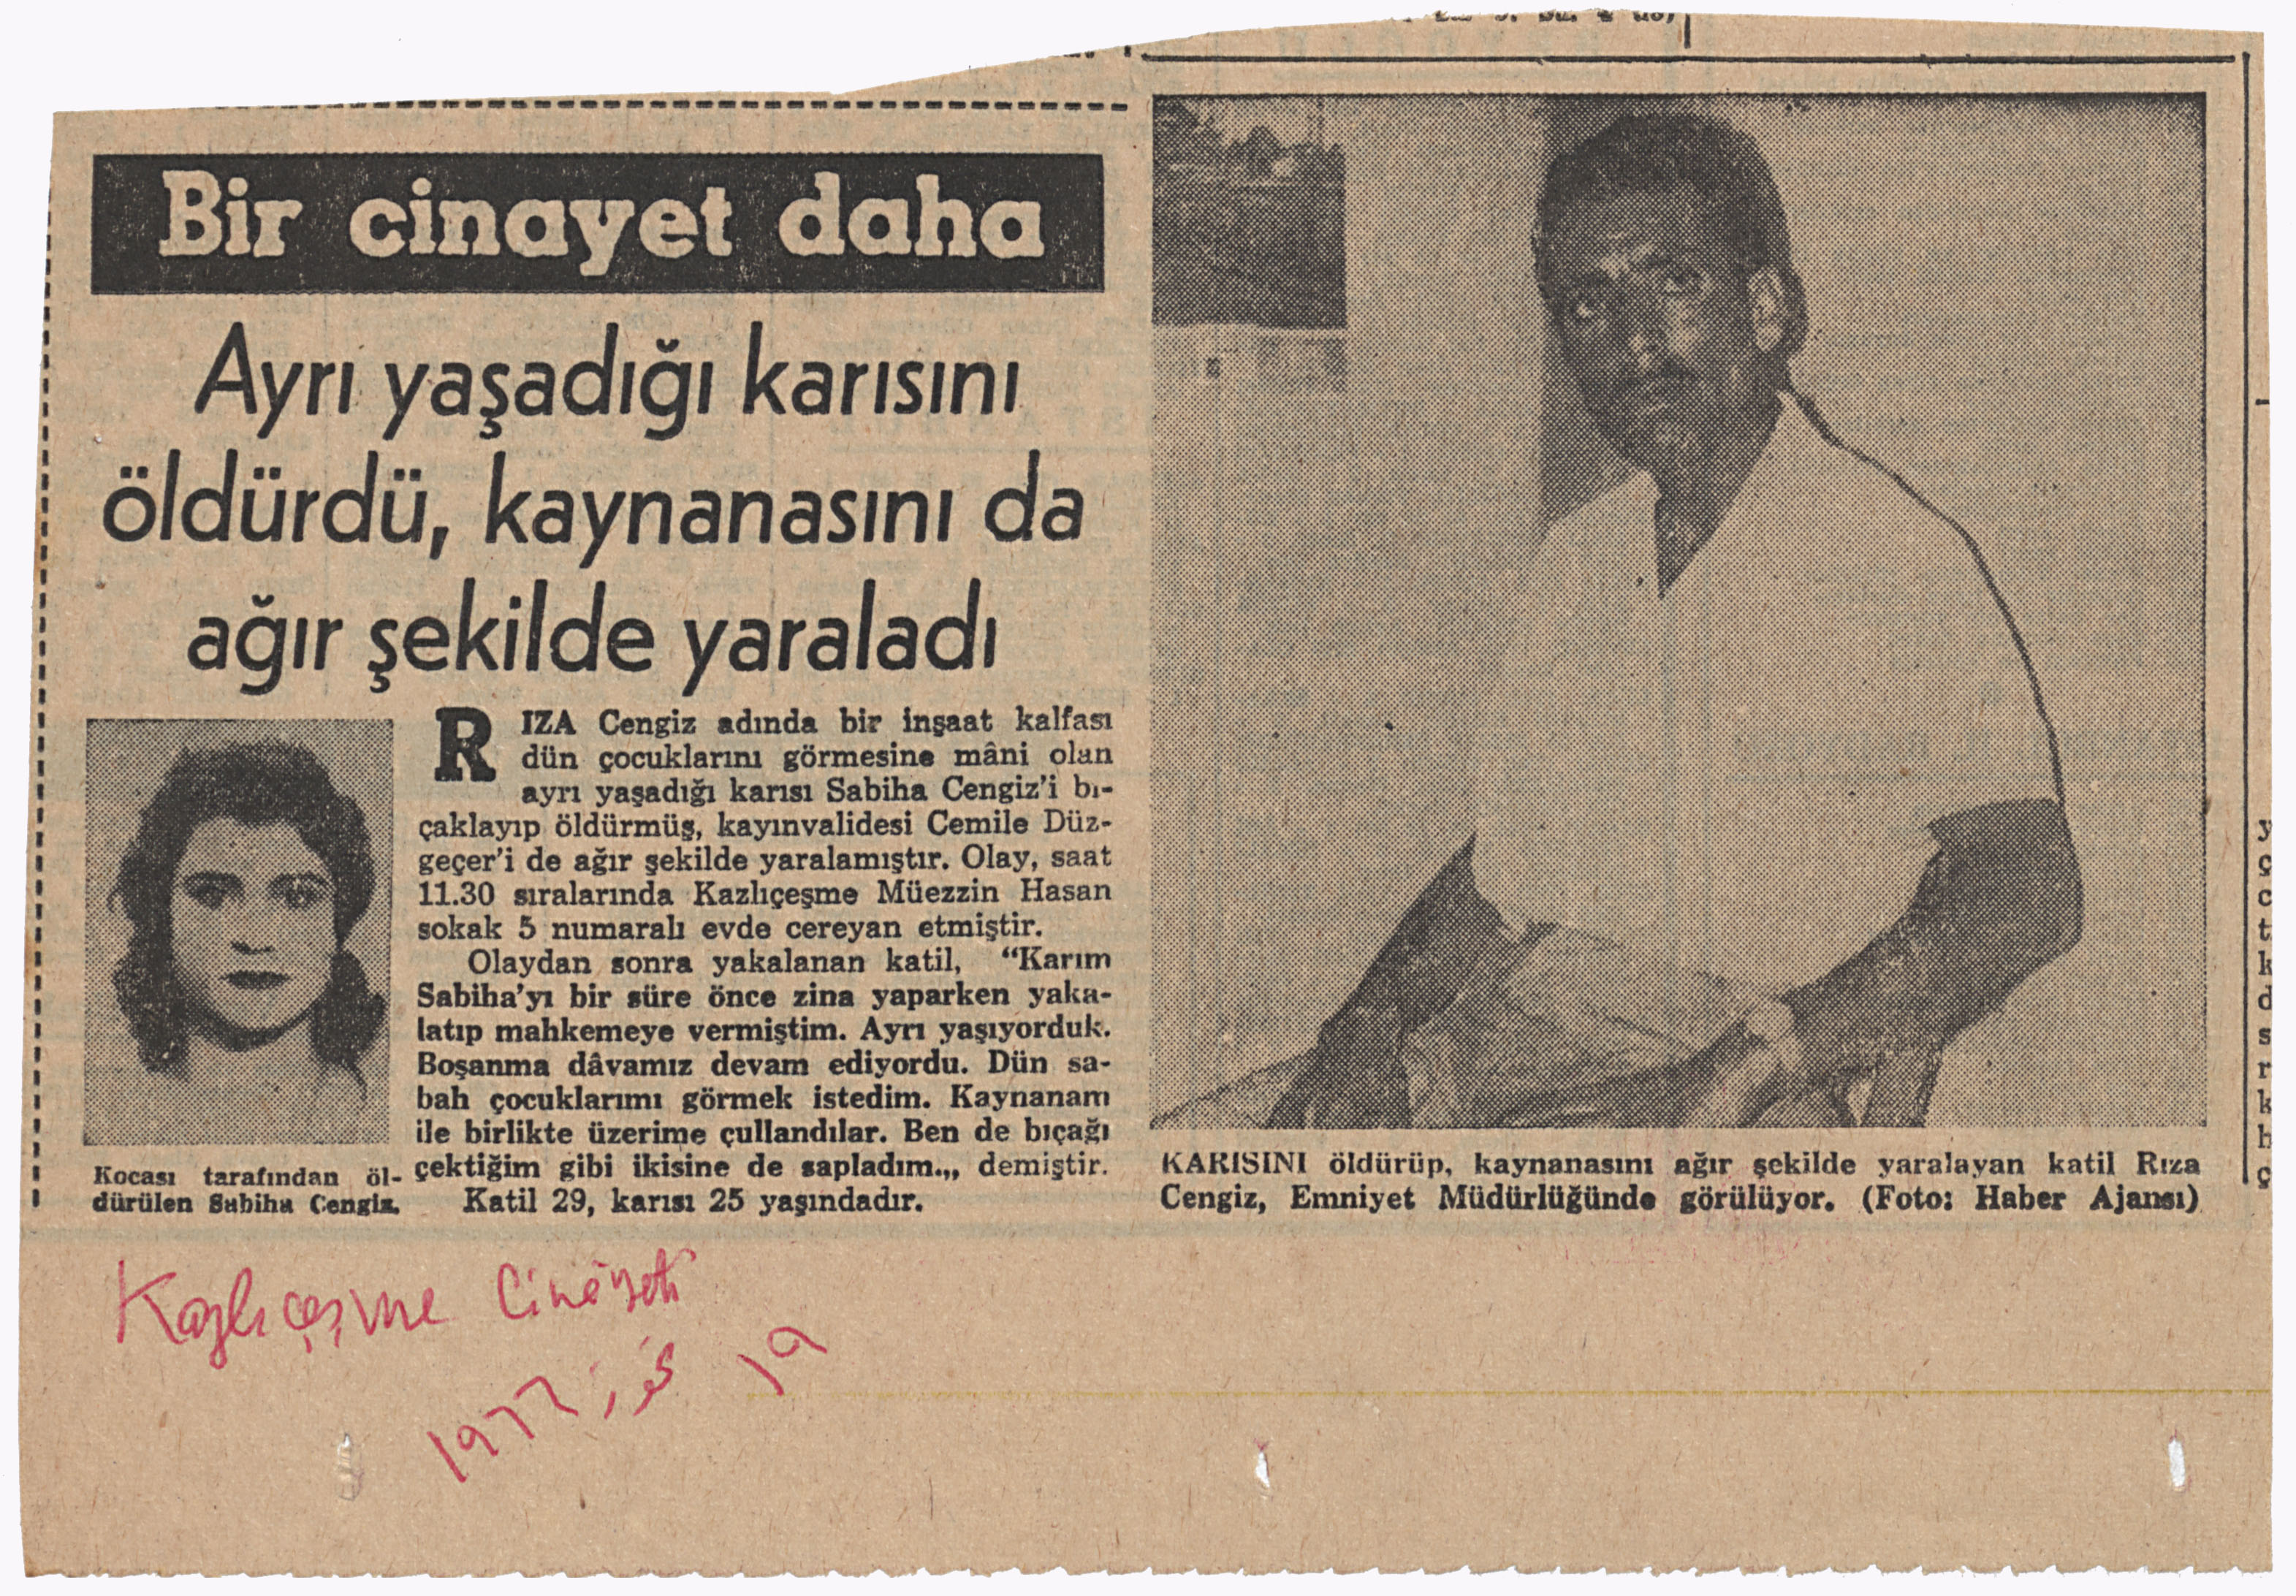 Bir cinayet daha
Ayrı yaşadığı karısını
öldürdü, kaynanasını da
ağır şekilde yaraladı
RIZA Cengiz adında bir inşaat kalfası
dün çocuklarını görmesine mâni olan
ayrı yaşadığı karısı Sabiha Cengiz'i bı-
çaklayıp öldürmüş, kayınvalidesi Cemile Düz-
geçer'i de ağır şekilde yaralamıştır. Olay, saat
11.30 sıralarında Kazlıçeşme Müezzin Hasan
sokak 5 numaralı evde cereyan etmiştir.
Olaydan sonra yakalanan katil, "Karım
Sabiha'yı bir süre önce zina yaparken yaka-
latıp mahkemeye vermiştim. Ayrı yaşıyorduk.
Boşanma dâvamız devam ediyordu. Dün sa-
bah çocuklarımı görmek istedim. Kaynanam
ile birlikte üzerime çullandılar. Ben de bıçağı
çektiğim gibi ikisine de sapladım.,, demiştir.
Katil 29, karısı 25 yaşındadır.
Kocası tarafından öl-
dürülen Sabiha Cengiz.
KARISINI öldürüp, kaynanasını ağır şekilde yaralayan katil Rıza
Cengiz, Emniyet Müdürlüğünde görülüyor. (Foto: Haber Ajansı)
Kazlıçeşme Cinâyeti
١٩
١٩٦٦